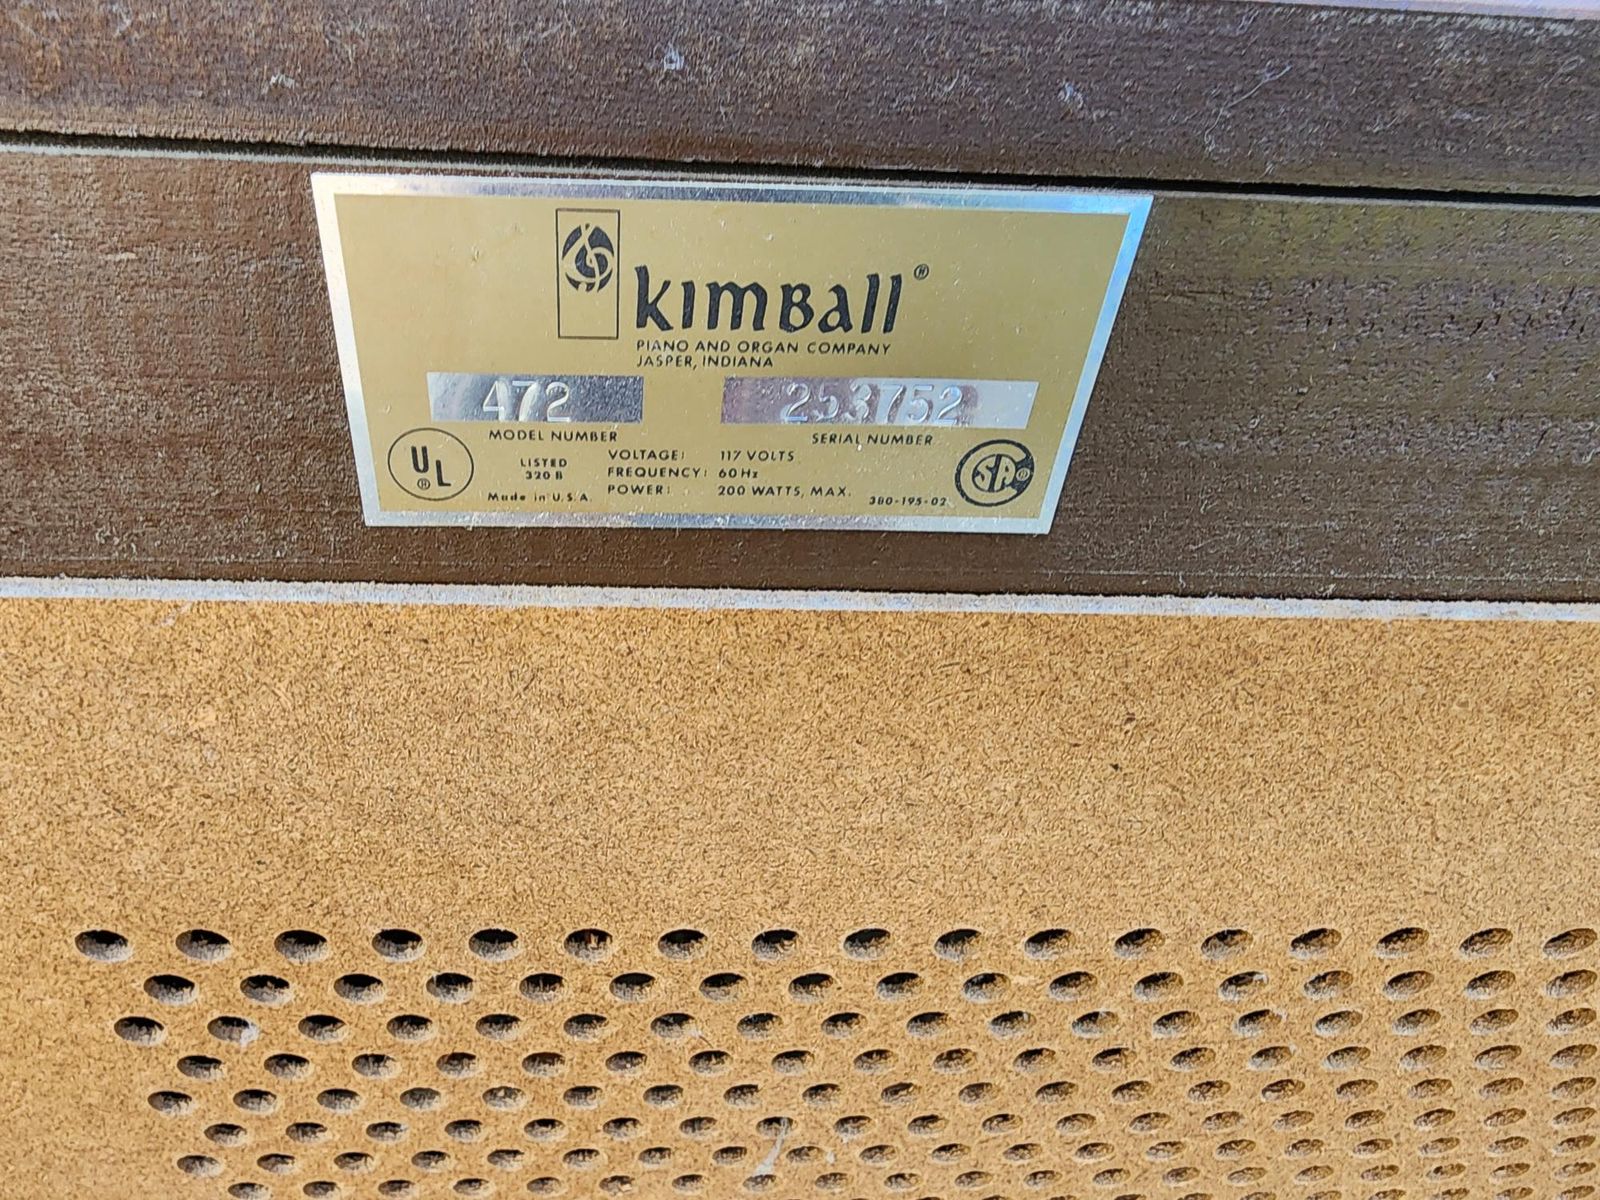 kimball®
PIANO AND ORGAN COMPANY
JASPER, INDIANA
472 253752
MODEL NUMBER SERIAL NUMBER
UL®
LISTED
320 B
Made in U.S.A.
VOLTAGE: 117 VOLTS
FREQUENCY: 60 Hz
POWER: 200 WATTS, MAX.
380-195-02
SA®